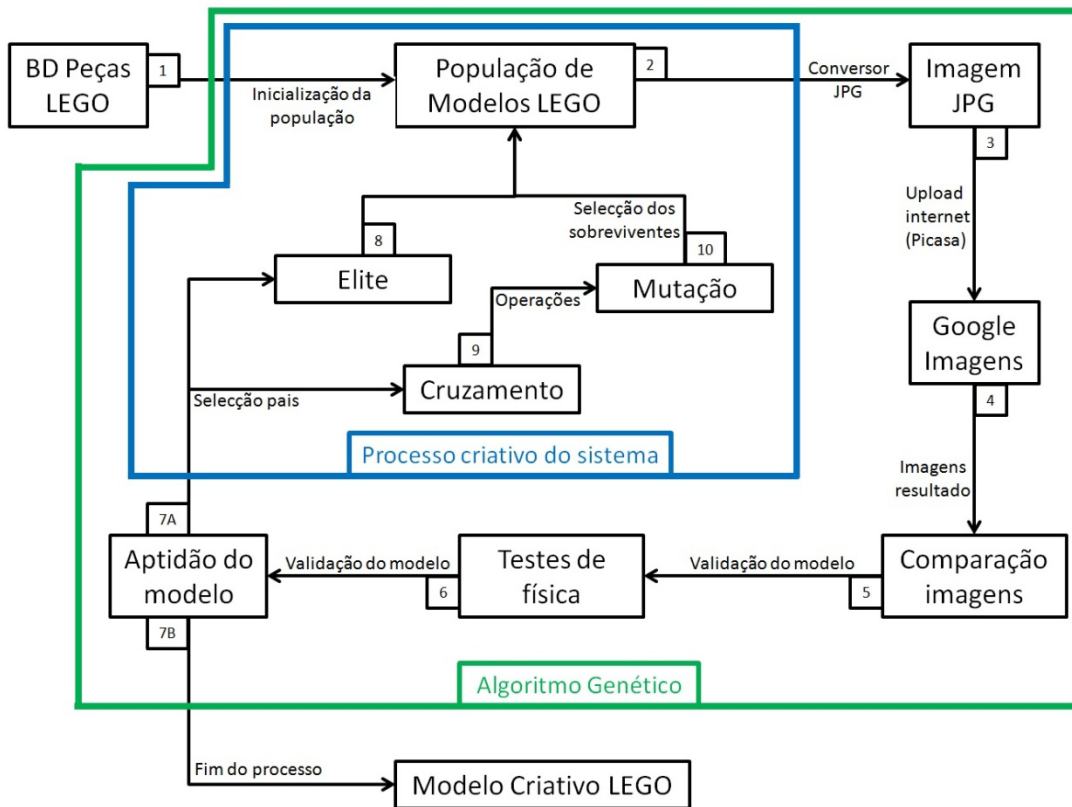 BD Peças
LEGO
1
Inicialização da
população
População de
Modelos LEGO
2
Conversor
JPG
Imagem
JPG
3
Upload
internet
(Picasa)
Google
Imagens
4
Imagens
resultado
Comparação
imagens
5
Validação do modelo
Testes de
física
6
Validação do modelo
Aptidão do
modelo
7A
7B
Selecção pais
Elite
8
Cruzamento
9
Operações
Mutação
10
Selecção dos
sobreviventes
Processo criativo do sistema
Algoritmo Genético
Fim do processo
Modelo Criativo LEGO